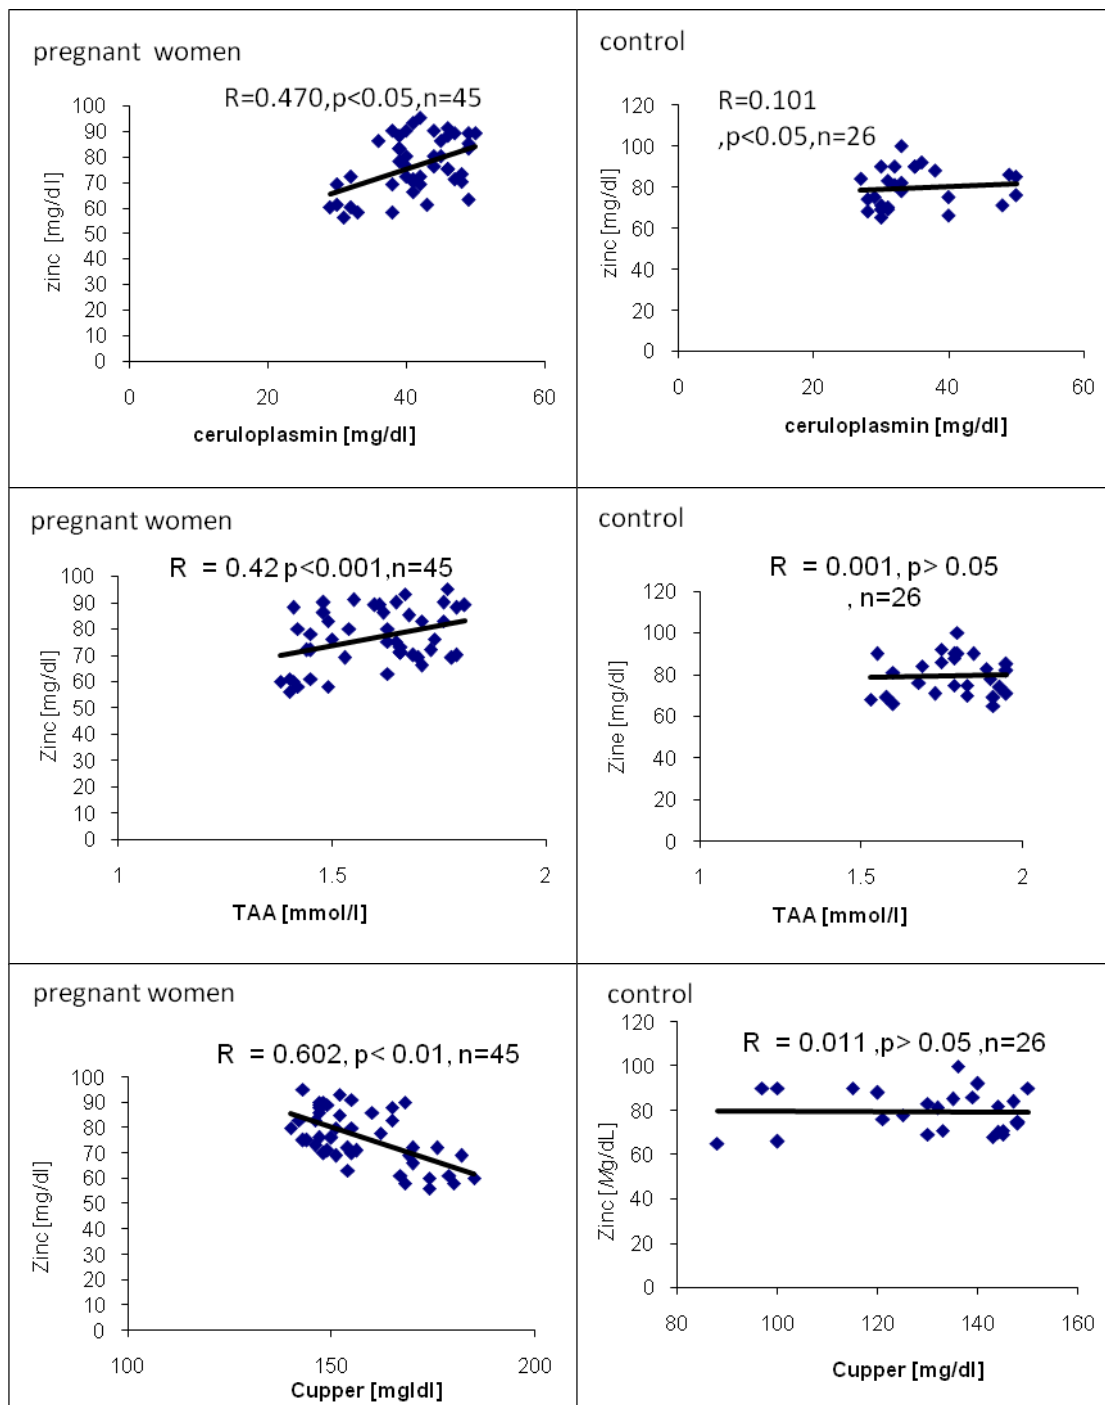 pregnant women
R=0.470,p<0.05,n=45
100
90
80
70
60
50
40
30
20
10
0
zinc [mg/dl]
0 20 40 60
ceruloplasmin [mg/dl]
control
R=0.101
,p<0.05,n=26
120
100
80
60
40
20
0
zinc [mg/dl]
0 20 40 60
ceruloplasmin [mg/dl]
pregnant women
R = 0.42 p<0.001,n=45
100
90
80
70
60
50
40
30
20
10
0
Zinc [mg/dl]
1 1.5 2
TAA [mmol/l]
control
R = 0.001, p> 0.05
, n=26
120
100
80
60
40
20
0
Zine [mg/dl]
1 1.5 2
TAA [mmol/l]
pregnant women
R = 0.602, p< 0.01, n=45
100
90
80
70
60
50
40
30
20
10
0
Zinc [mg/dl]
100 150 200
Cupper [mgldl]
control
R = 0.011 ,p> 0.05 ,n=26
120
100
80
60
40
20
0
Zinc [Mg/dL]
80 100 120 140 160
Cupper [mg/dl]